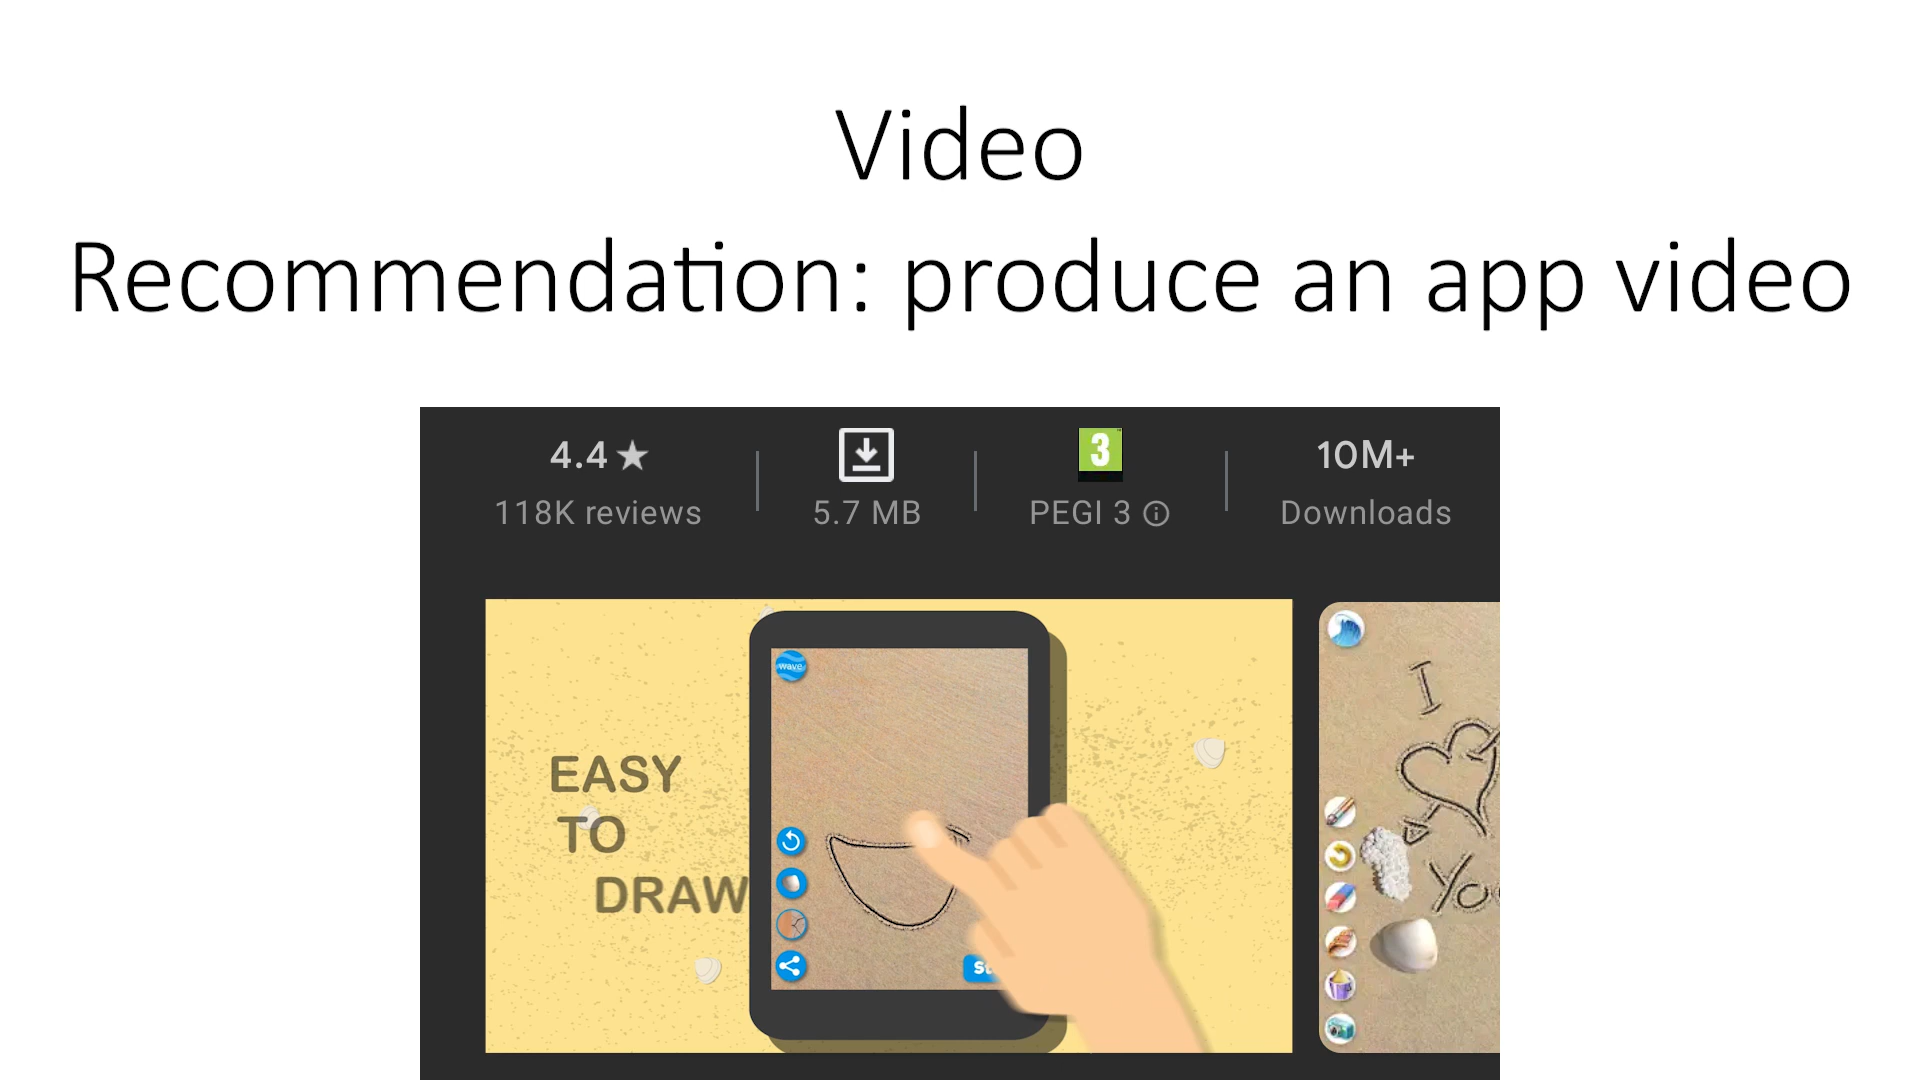 Video
Recommendation: produce an app video
4.4★
3
10M+
118K reviews
5.7 MB
PEGI 3
Downloads
wave
EASY
TO
DRAW
I